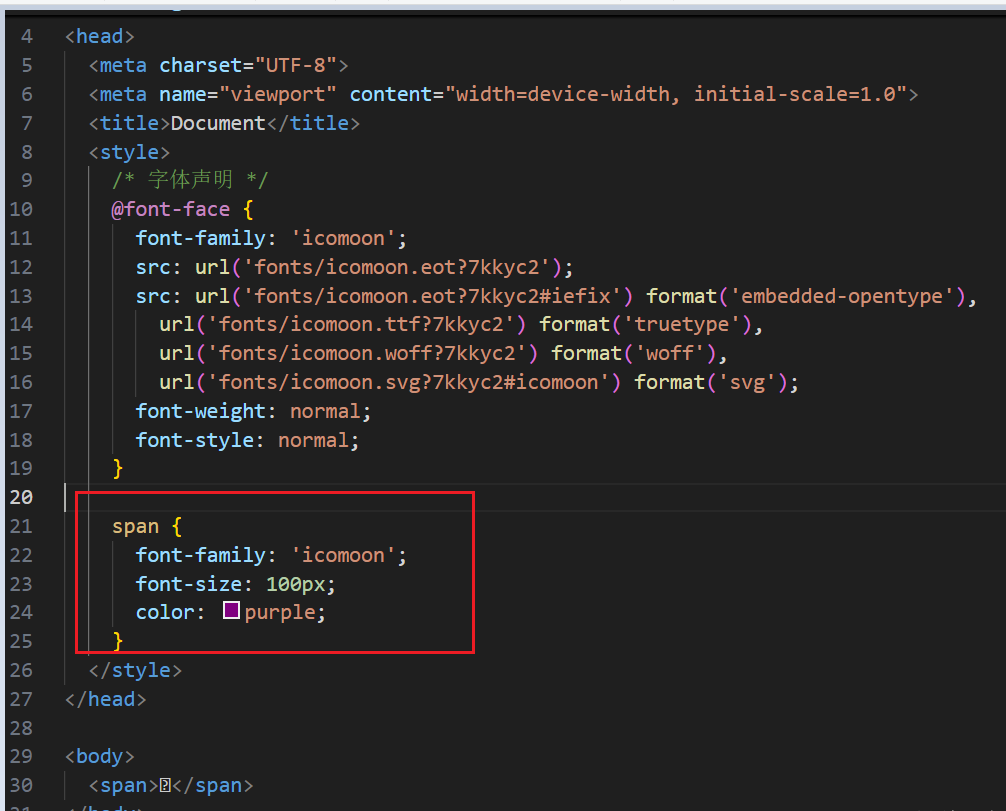 4 <head>
5 <meta charset="UTF-8">
6 <meta name="viewport" content="width=device-width, initial-scale=1.0">
7 <title>Document</title>
8 <style>
9 /* 字体声明 */
10 @font-face {
11 font-family: 'icomoon';
12 src: url('fonts/icomoon.eot?7kkyc2');
13 src: url('fonts/icomoon.eot?7kkyc2#iefix') format('embedded-opentype'),
14 url('fonts/icomoon.ttf?7kkyc2') format('truetype'),
15 url('fonts/icomoon.woff?7kkyc2') format('woff'),
16 url('fonts/icomoon.svg?7kkyc2#icomoon') format('svg');
17 font-weight: normal;
18 font-style: normal;
19 }
20
21 span {
22 font-family: 'icomoon';
23 font-size: 100px;
24 color: purple;
25 }
26 </style>
27 </head>
28
29 <body>
30 <span></span>